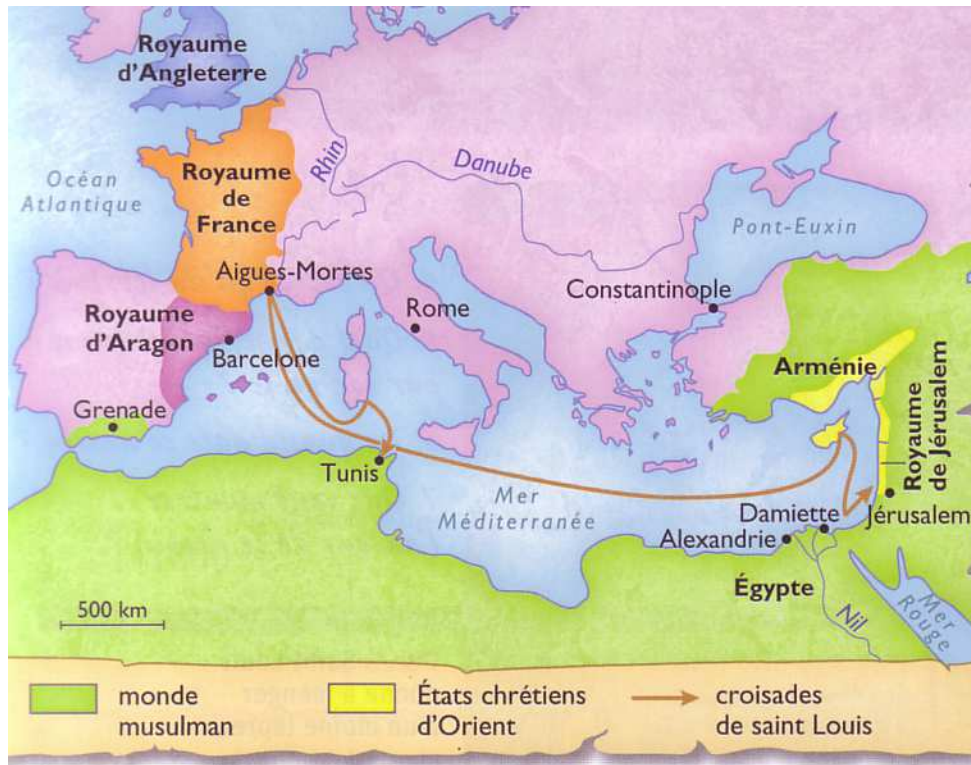 Royaume
d'Angleterre
Océan
Atlantique
Royaume
de
France
Rhin
Danube
Pont-Euxin
Aigues-Mortes
Constantinople
Rome
Royaume
d'Aragon
Barcelone
Arménie
Grenade
Royaume
de Jérusalem
Tunis
Mer
Méditerranée
Damiette
Jérusalem
Alexandrie
Égypte
Nil
Mer
Rouge
500 km
monde
musulman
États chrétiens
d'Orient
croisades
de saint Louis